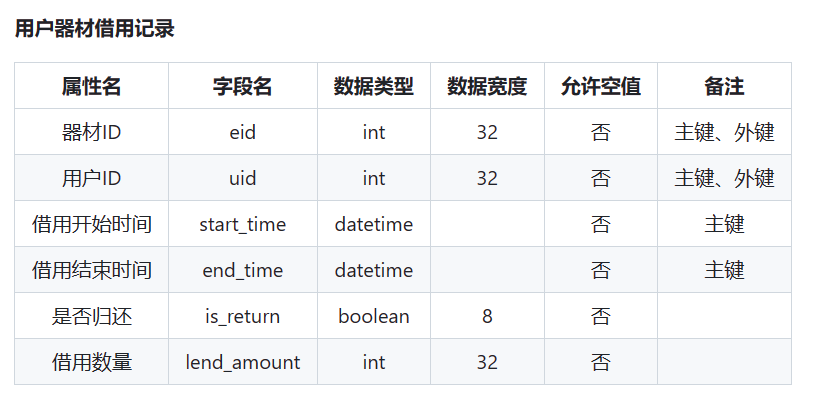 用户器材借用记录
属性名 字段名 数据类型 数据宽度 允许空值 备注
器材ID eid int 32 否 主键、外键
用户ID uid int 32 否 主键、外键
借用开始时间 start_time datetime 否 主键
借用结束时间 end_time datetime 否 主键
是否归还 is_return boolean 8 否
借用数量 lend_amount int 32 否